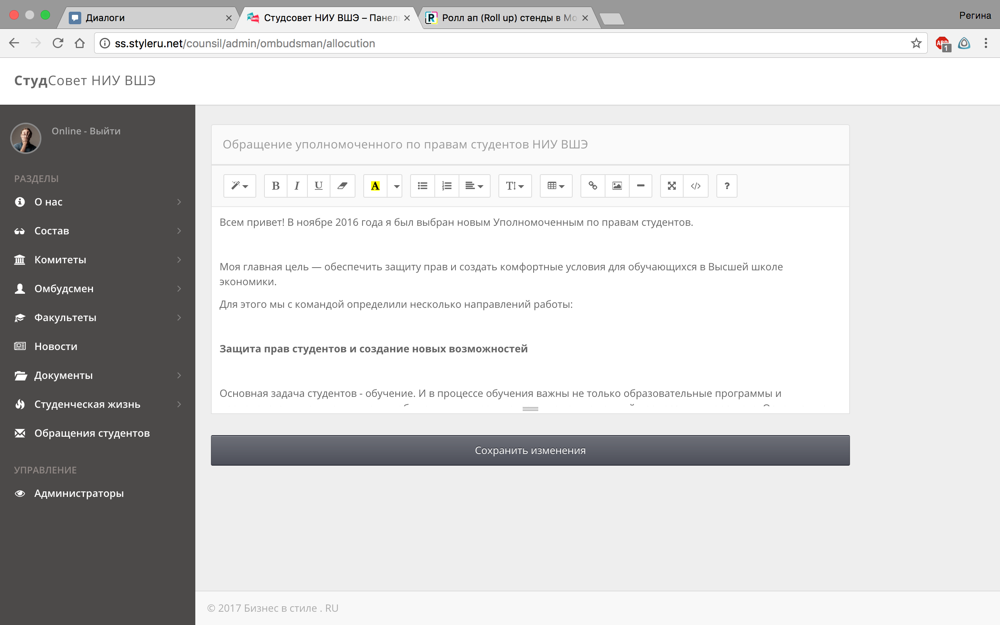 Диалоги
Студсовет НИУ ВШЭ – Панель
Ролл ап (Roll up) стенды в Мо
Регина
ss.styleru.net/counsil/admin/ombudsman/allocution
ABP
1
СтудСовет НИУ ВШЭ
Online - Выйти
РАЗДЕЛЫ
О нас
Состав
Комитеты
Омбудсмен
Факультеты
Новости
Документы
Студенческая жизнь
Обращения студентов
УПРАВЛЕНИЕ
Администраторы
Обращение уполномоченного по правам студентов НИУ ВШЭ
B I U A T ?
Всем привет! В ноябре 2016 года я был выбран новым Уполномоченным по правам студентов.
Моя главная цель — обеспечить защиту прав и создать комфортные условия для обучающихся в Высшей школе
экономики.
Для этого мы с командой определили несколько направлений работы:
Защита прав студентов и создание новых возможностей
Основная задача студентов - обучение. И в процессе обучения важны не только образовательные программы и
Сохранить изменения
© 2017 Бизнес в стиле . RU